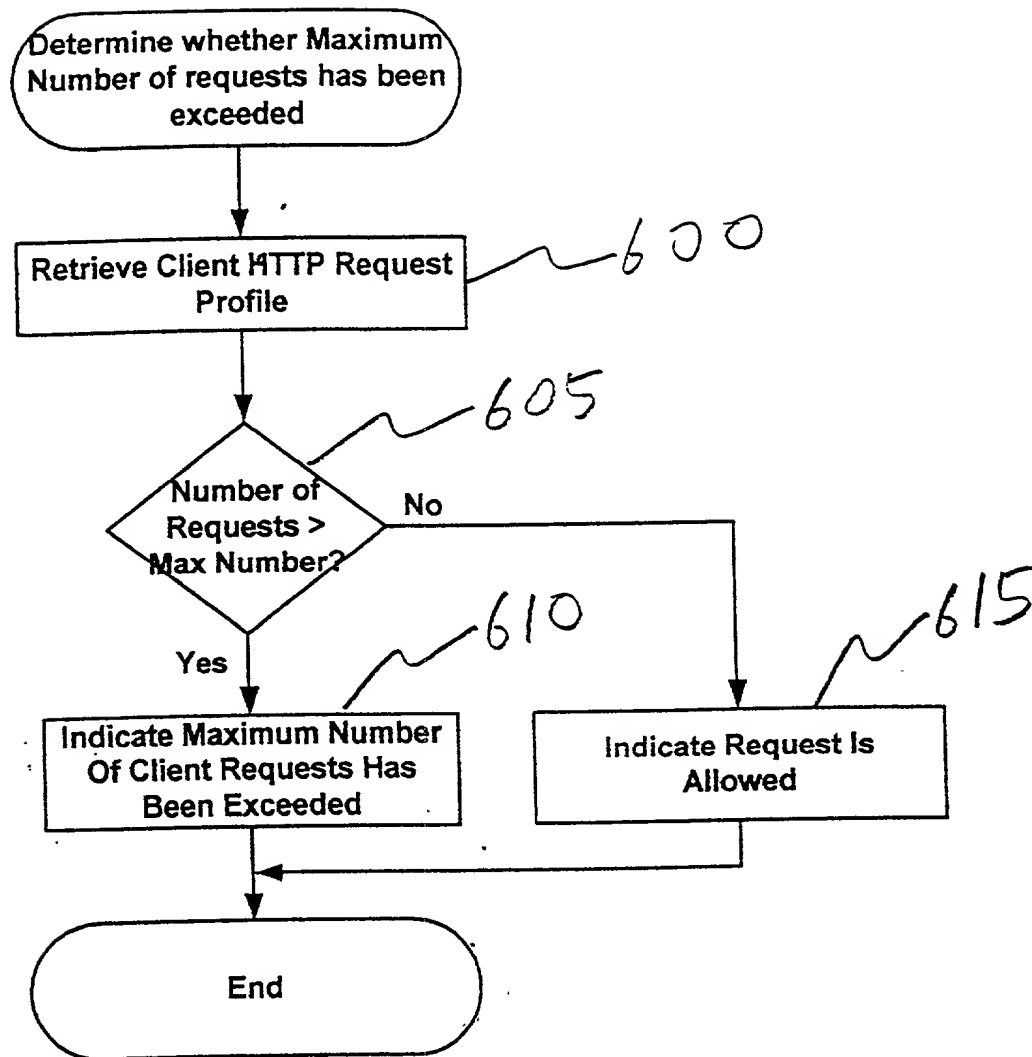 Determine whether Maximum
Number of requests has been
exceeded
Retrieve Client HTTP Request
Profile
600
605
Number of
Requests >
Max Number?
No
Yes
610
615
Indicate Maximum Number
Of Client Requests Has
Been Exceeded
Indicate Request Is
Allowed
End